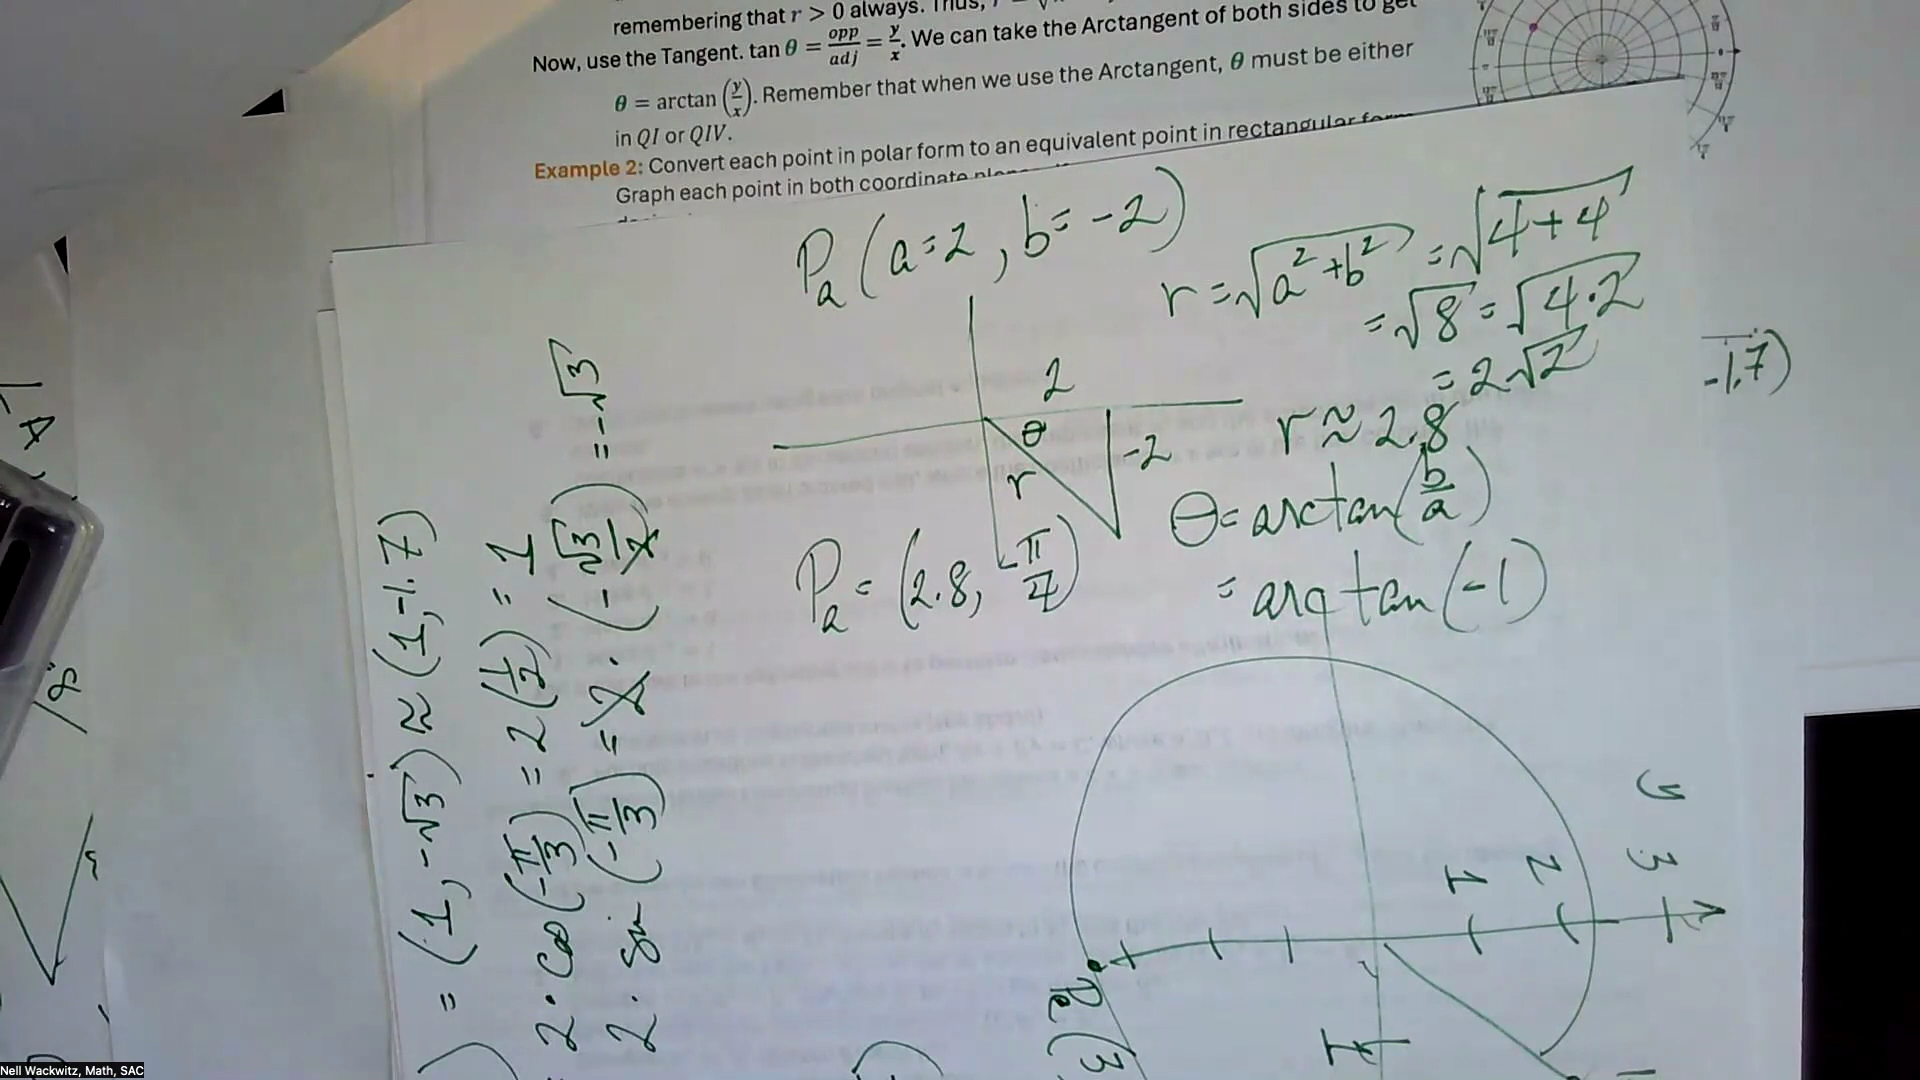 remembering that r > 0 always. Thus,
Now, use the Tangent. tan θ = opp/adj = y/x. We can take the Arctangent of both sides to get
θ = arctan (y/x). Remember that when we use the Arctangent, θ must be either
in QI or QIV.
Example 2: Convert each point in polar form to an equivalent point in rectangular form
Graph each point in both coordinate
P_a (a=2, b=-2)
r = √(a²+b²) = √(4+4)
= √8 = √(4·2)
= 2√2
r ≈ 2.8
2
θ
-2
r
θ = arctan(b/a)
= arctan(-1)
P_a = (2.8, -π/4)
-1.7)
= (1, -√3) ≈ (1, -1.7)
2·cos(-π/3) = 2(1/2) = 1
2·sin(-π/3) = 2·(-√3/2) = -√3
1 2 3
8
Nell Wackwitz, Math, SAC